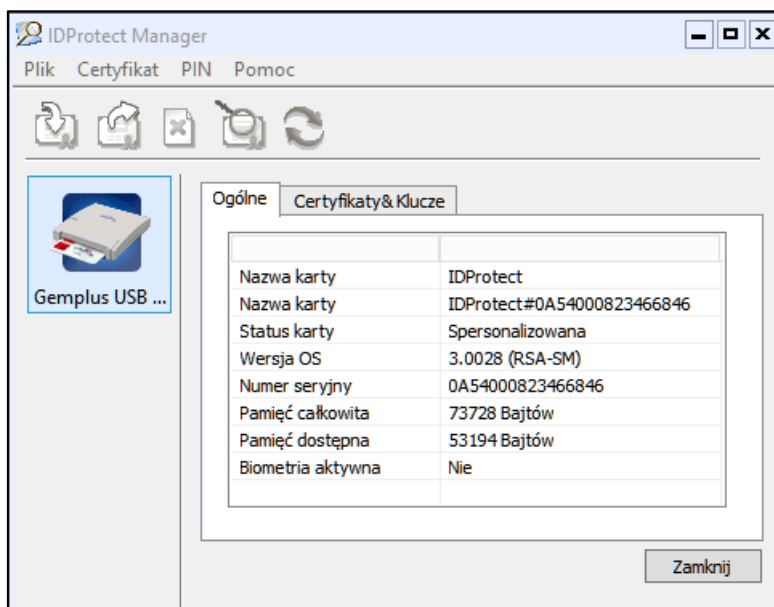 IDProtect Manager
Plik Certyfikat PIN Pomoc
Gemplus USB ...
Ogólne Certyfikaty& Klucze
Nazwa karty IDProtect
Nazwa karty IDProtect#0A54000823466846
Status karty Spersonalizowana
Wersja OS 3.0028 (RSA-SM)
Numer seryjny 0A54000823466846
Pamięć całkowita 73728 Bajtów
Pamięć dostępna 53194 Bajtów
Biometria aktywna Nie
Zamknij